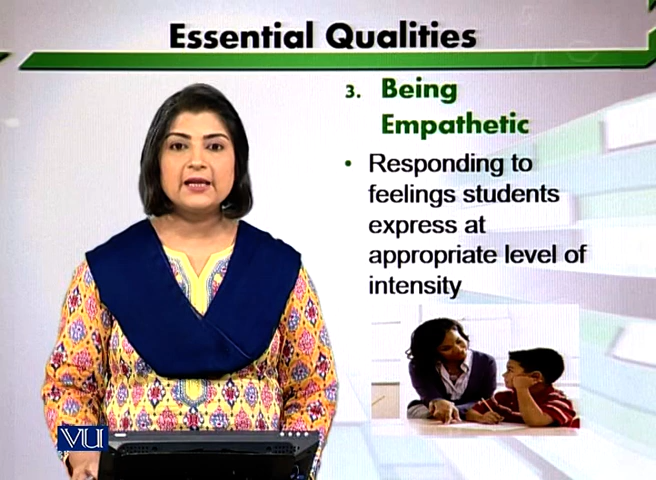 Essential Qualities
3. Being
Empathetic
• Responding to
feelings students
express at
appropriate level of
intensity
VU